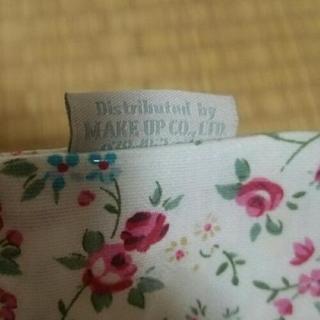 Distributed by
MAKE UP CO., LTD.